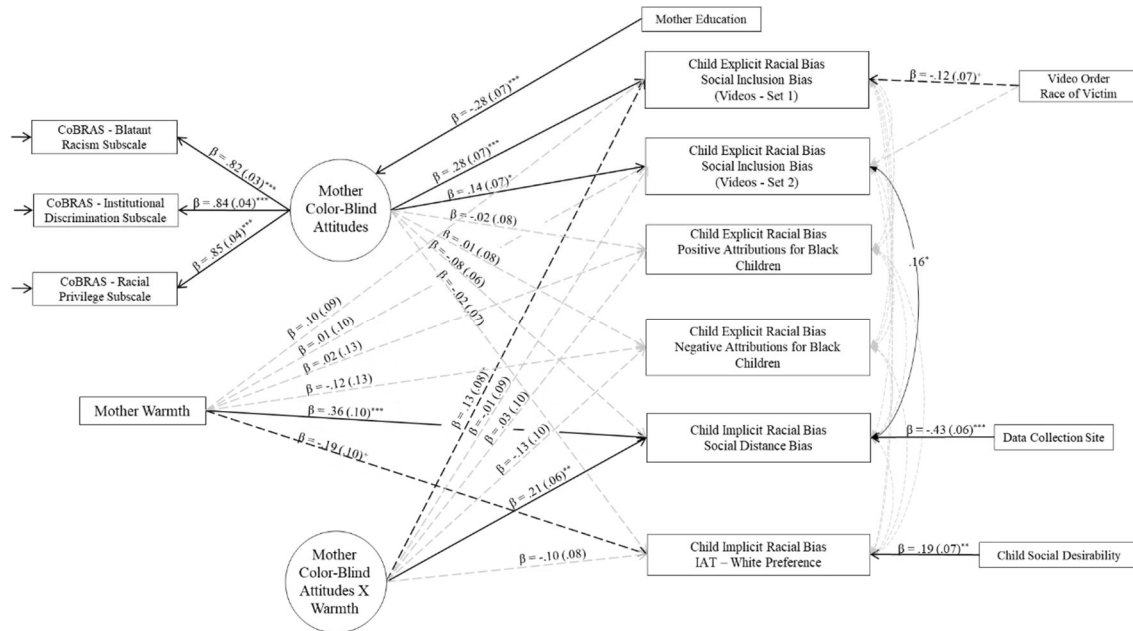 Mother Education
Child Explicit Racial Bias
Social Inclusion Bias
(Videos - Set 1)
β = -.12 (.07)⁺
Video Order
Race of Victim
β = -.28 (.07)***
CoBRAS - Blatant
Racism Subscale
β = .82 (.03)***
CoBRAS - Institutional
Discrimination Subscale
β = .84 (.04)***
CoBRAS - Racial
Privilege Subscale
β = .85 (.04)***
Mother
Color-Blind
Attitudes
β = .28 (.07)***
β = .14 (.07)*
β = -.02 (.08)
β = .01 (.08)
β = -.08 (.06)
β = -.02 (.07)
Child Explicit Racial Bias
Social Inclusion Bias
(Videos - Set 2)
Child Explicit Racial Bias
Positive Attributions for Black
Children
.16*
Child Explicit Racial Bias
Negative Attributions for Black
Children
Mother Warmth
β = .10 (.09)
β = .01 (.10)
β = .02 (.13)
β = -.12 (.13)
β = .36 (.10)***
β = -.19 (.10)⁺
Child Implicit Racial Bias
Social Distance Bias
β = -.43 (.06)***
Data Collection Site
Mother
Color-Blind
Attitudes X
Warmth
β = .13 (.08)⁺
β = -.01 (.09)
β = .03 (.10)
β = -.13 (.10)
β = .21 (.06)**
β = -.10 (.08)
Child Implicit Racial Bias
IAT – White Preference
β = .19 (.07)**
Child Social Desirability